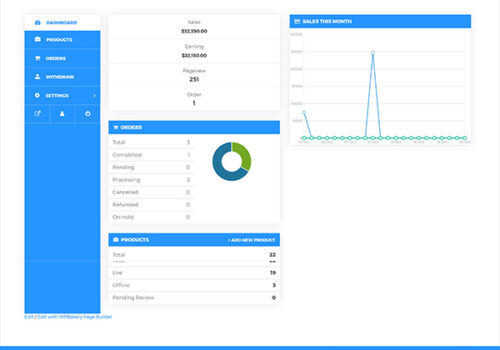 DASHBOARD
PRODUCTS
ORDERS
WITHDRAW
SETTINGS
Sales
$32,350.00
Earning
$22,150.00
Pageview
251
Order
1
ORDERS
Total 3
Completed 1
Pending 0
Processing 2
Cancelled 0
Refunded 0
On hold 0
PRODUCTS + ADD NEW PRODUCT
Total 22
Live 19
Offline 3
Pending Review 0
SALES THIS MONTH
Edit / Edit with WPBakery Page Builder